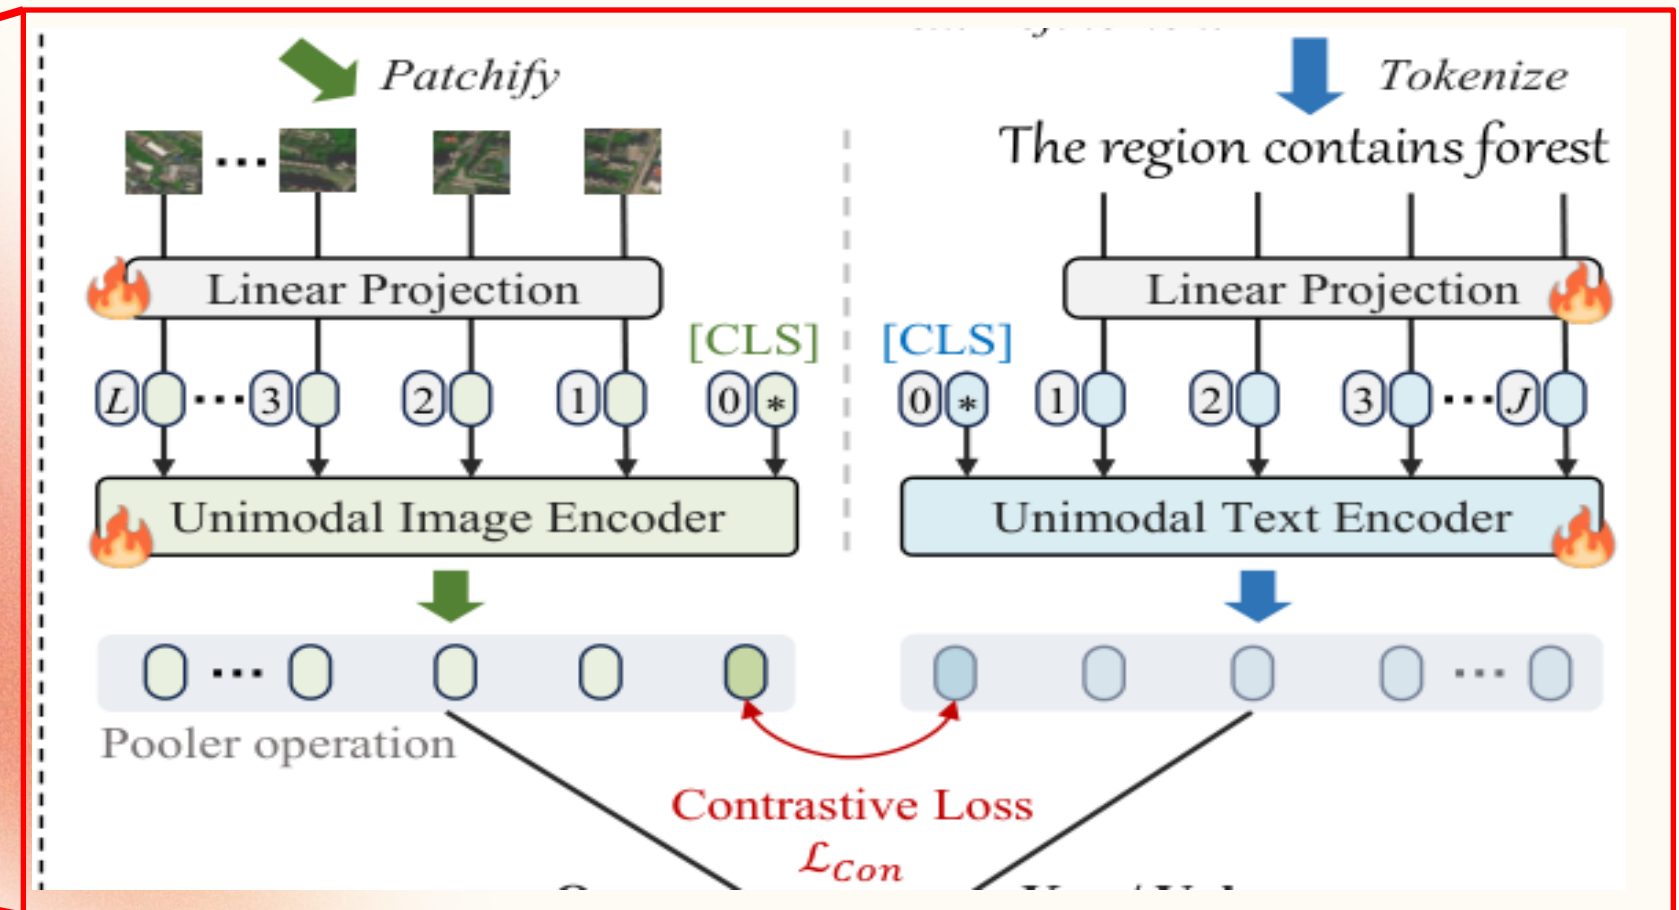 Patchify
Tokenize
The region contains forest
Linear Projection
Linear Projection
[CLS]
[CLS]
L ... 3 2 1 0 *
0 * 1 2 3 ... J
Unimodal Image Encoder
Unimodal Text Encoder
...
...
Pooler operation
Contrastive Loss
ℒCon